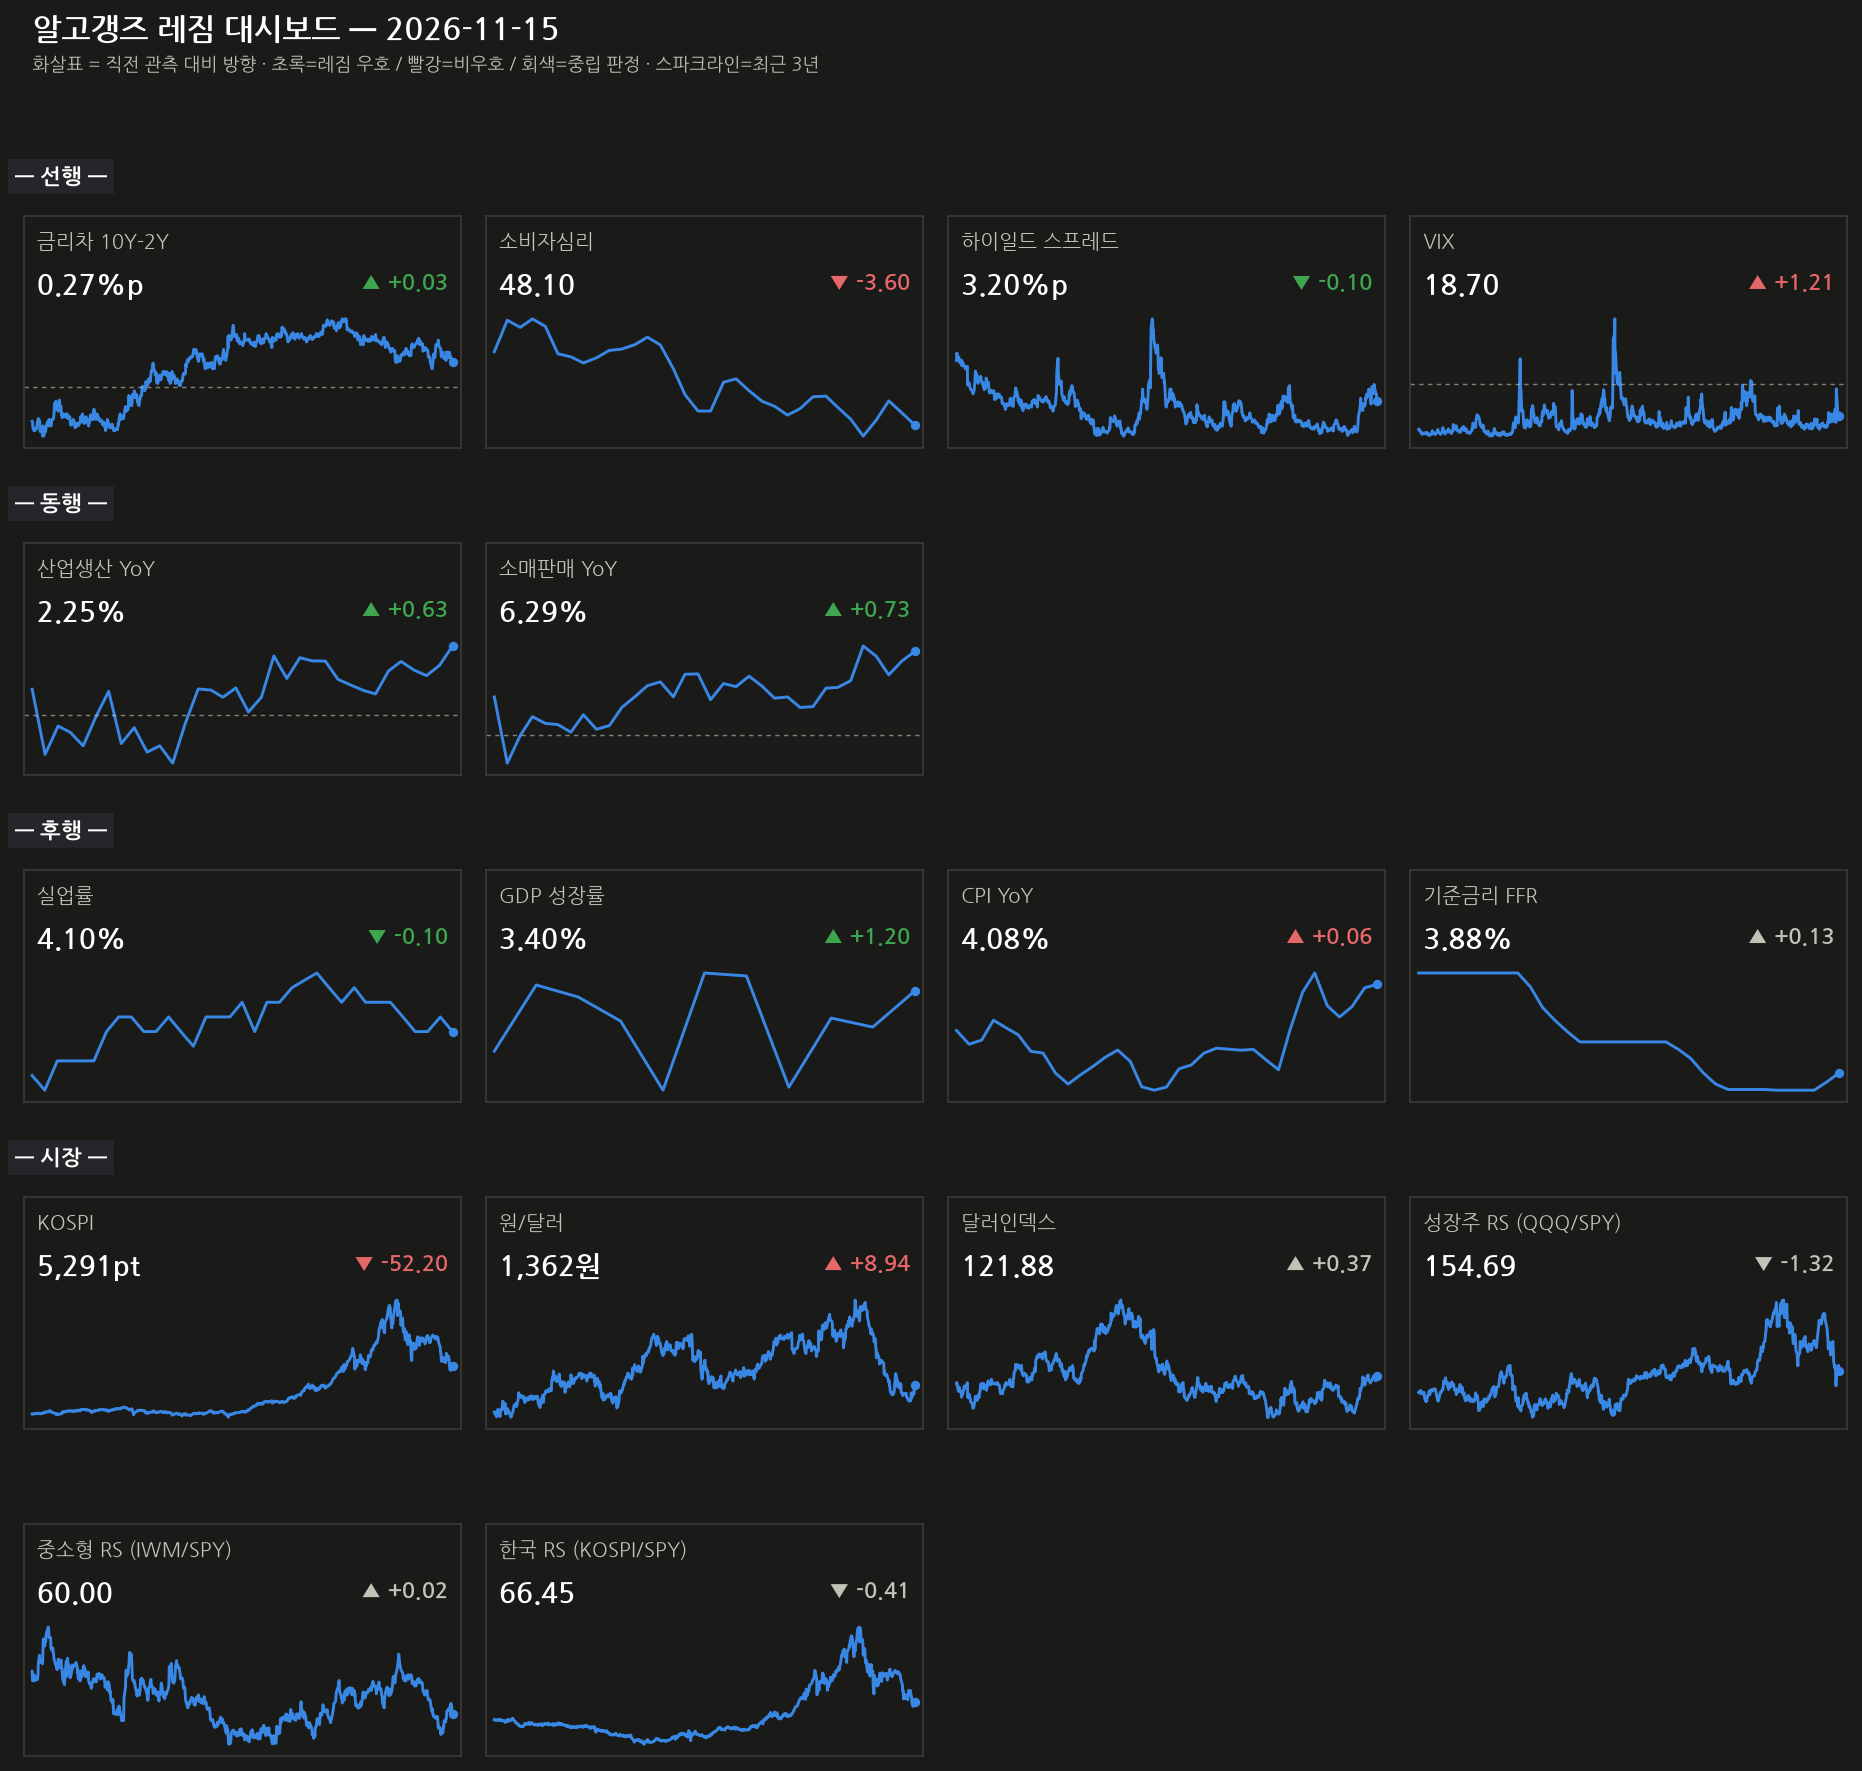 알고갱즈 레짐 대시보드 — 2026-11-15
화살표 = 직전 관측 대비 방향 · 초록=레짐 우호 / 빨강=비우호 / 회색=중립 판정 · 스파크라인=최근 3년
— 선행 —
금리차 10Y-2Y
0.27%p ▲ +0.03
소비자심리
48.10 ▼ -3.60
하이일드 스프레드
3.20%p ▼ -0.10
VIX
18.70 ▲ +1.21
— 동행 —
산업생산 YoY
2.25% ▲ +0.63
소매판매 YoY
6.29% ▲ +0.73
— 후행 —
실업률
4.10% ▼ -0.10
GDP 성장률
3.40% ▲ +1.20
CPI YoY
4.08% ▲ +0.06
기준금리 FFR
3.88% ▲ +0.13
— 시장 —
KOSPI
5,291pt ▼ -52.20
원/달러
1,362원 ▲ +8.94
달러인덱스
121.88 ▲ +0.37
성장주 RS (QQQ/SPY)
154.69 ▼ -1.32
중소형 RS (IWM/SPY)
60.00 ▲ +0.02
한국 RS (KOSPI/SPY)
66.45 ▼ -0.41